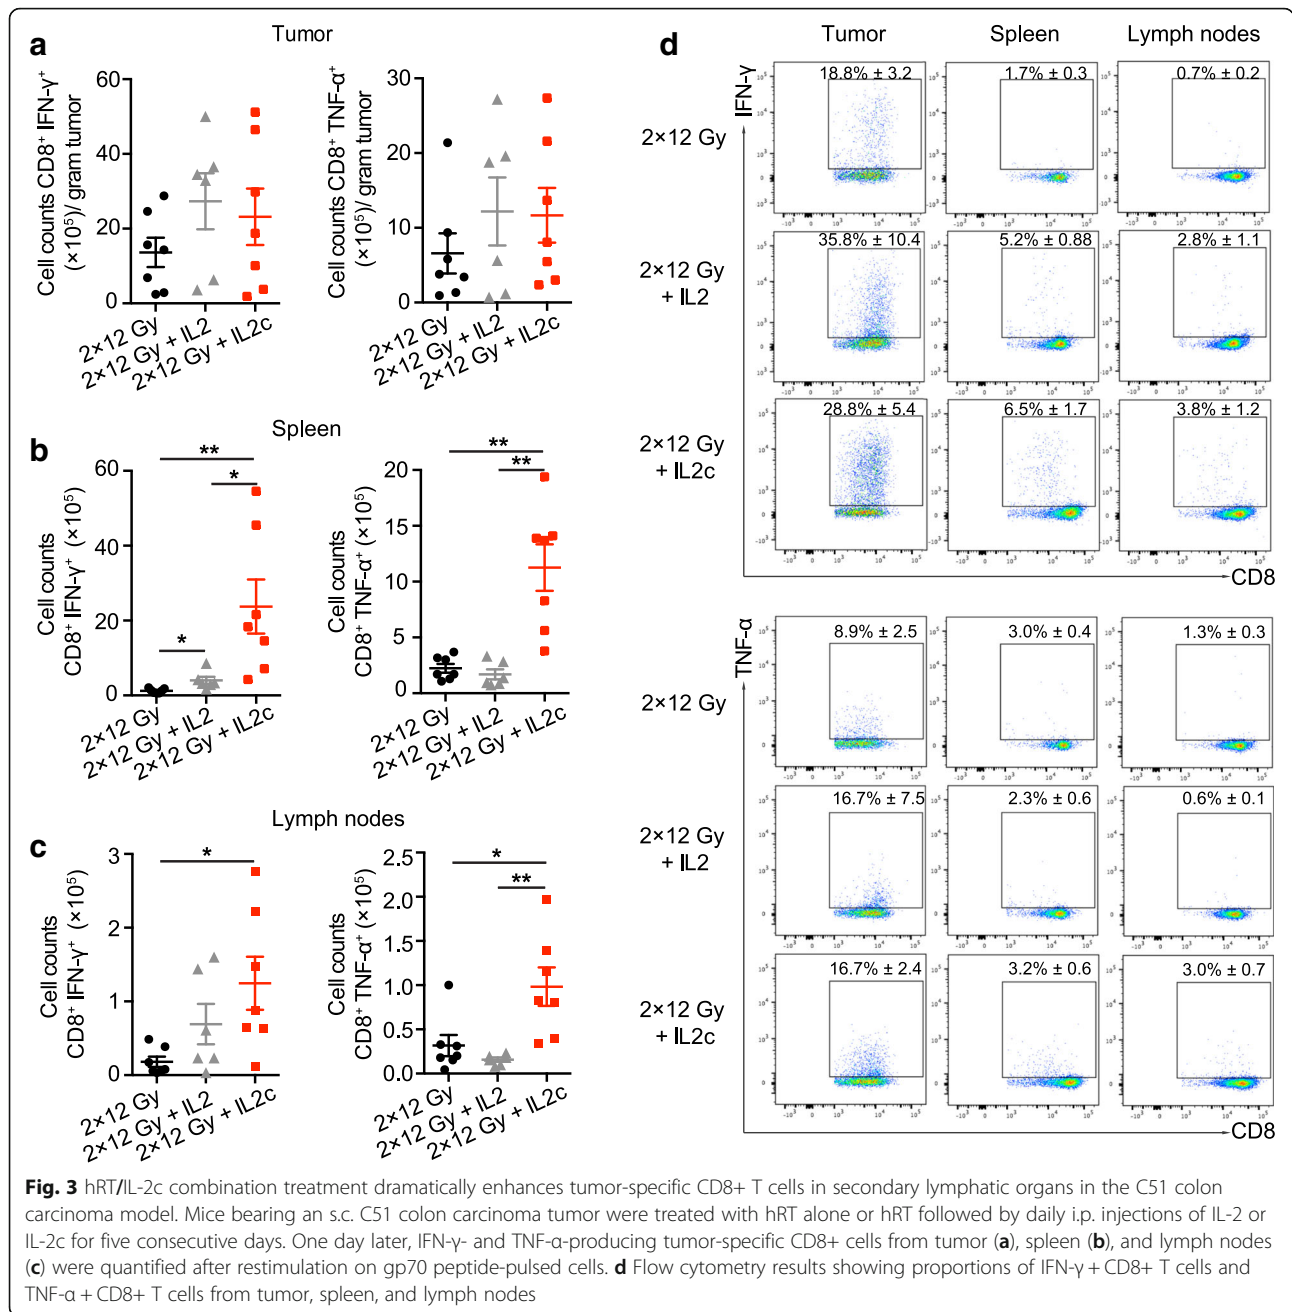 a
Tumor
Cell counts CD8⁺ IFN-γ⁺
(×10⁵)/ gram tumor
60
40
20
0
2×12 Gy
2×12 Gy + IL2
2×12 Gy + IL2c
Cell counts CD8⁺ TNF-α⁺
(×10⁵)/ gram tumor
30
20
10
0
2×12 Gy
2×12 Gy + IL2
2×12 Gy + IL2c
b
Spleen
Cell counts
CD8⁺ IFN-γ⁺ (×10⁵)
60
40
20
0
**
*
*
2×12 Gy
2×12 Gy + IL2
2×12 Gy + IL2c
Cell counts
CD8⁺ TNF-α⁺ (×10⁵)
20
15
10
5
0
**
**
2×12 Gy
2×12 Gy + IL2
2×12 Gy + IL2c
c
Lymph nodes
Cell counts
CD8⁺ IFN-γ⁺ (×10⁵)
3
2
1
0
*
2×12 Gy
2×12 Gy + IL2
2×12 Gy + IL2c
Cell counts
CD8⁺ TNF-α⁺ (×10⁵)
2.5
2.0
1.5
1.0
0.5
0.0
*
**
2×12 Gy
2×12 Gy + IL2
2×12 Gy + IL2c
d
Tumor Spleen Lymph nodes
IFN-γ
2×12 Gy
18.8% ± 3.2 1.7% ± 0.3 0.7% ± 0.2
2×12 Gy
+ IL2
35.8% ± 10.4 5.2% ± 0.88 2.8% ± 1.1
2×12 Gy
+ IL2c
28.8% ± 5.4 6.5% ± 1.7 3.8% ± 1.2
CD8
TNF-α
2×12 Gy
8.9% ± 2.5 3.0% ± 0.4 1.3% ± 0.3
2×12 Gy
+ IL2
16.7% ± 7.5 2.3% ± 0.6 0.6% ± 0.1
2×12 Gy
+ IL2c
16.7% ± 2.4 3.2% ± 0.6 3.0% ± 0.7
CD8
Fig. 3 hRT/IL-2c combination treatment dramatically enhances tumor-specific CD8+ T cells in secondary lymphatic organs in the C51 colon
carcinoma model. Mice bearing an s.c. C51 colon carcinoma tumor were treated with hRT alone or hRT followed by daily i.p. injections of IL-2 or
IL-2c for five consecutive days. One day later, IFN-γ- and TNF-α-producing tumor-specific CD8+ cells from tumor (a), spleen (b), and lymph nodes
(c) were quantified after restimulation on gp70 peptide-pulsed cells. d Flow cytometry results showing proportions of IFN-γ + CD8+ T cells and
TNF-α + CD8+ T cells from tumor, spleen, and lymph nodes